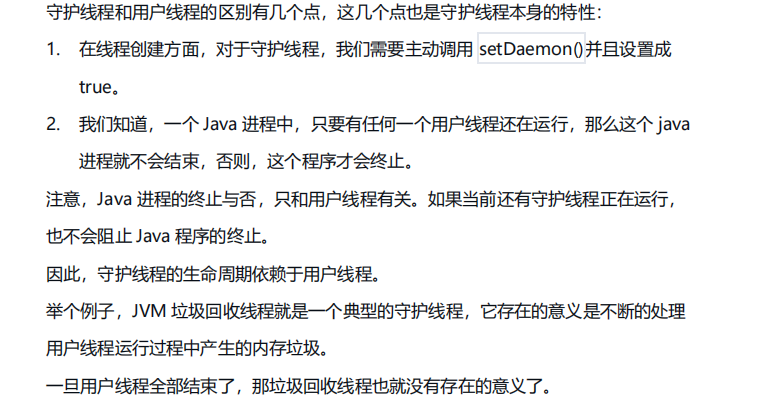 守护线程和用户线程的区别有几个点，这几个点也是守护线程本身的特性：
1. 在线程创建方面，对于守护线程，我们需要主动调用 setDaemon()并且设置成
true。
2. 我们知道，一个 Java 进程中，只要有任何一个用户线程还在运行，那么这个 java
进程就不会结束，否则，这个程序才会终止。
注意，Java 进程的终止与否，只和用户线程有关。如果当前还有守护线程正在运行，
也不会阻止 Java 程序的终止。
因此，守护线程的生命周期依赖于用户线程。
举个例子，JVM 垃圾回收线程就是一个典型的守护线程，它存在的意义是不断的处理
用户线程运行过程中产生的内存垃圾。
一旦用户线程全部结束了，那垃圾回收线程也就没有存在的意义了。